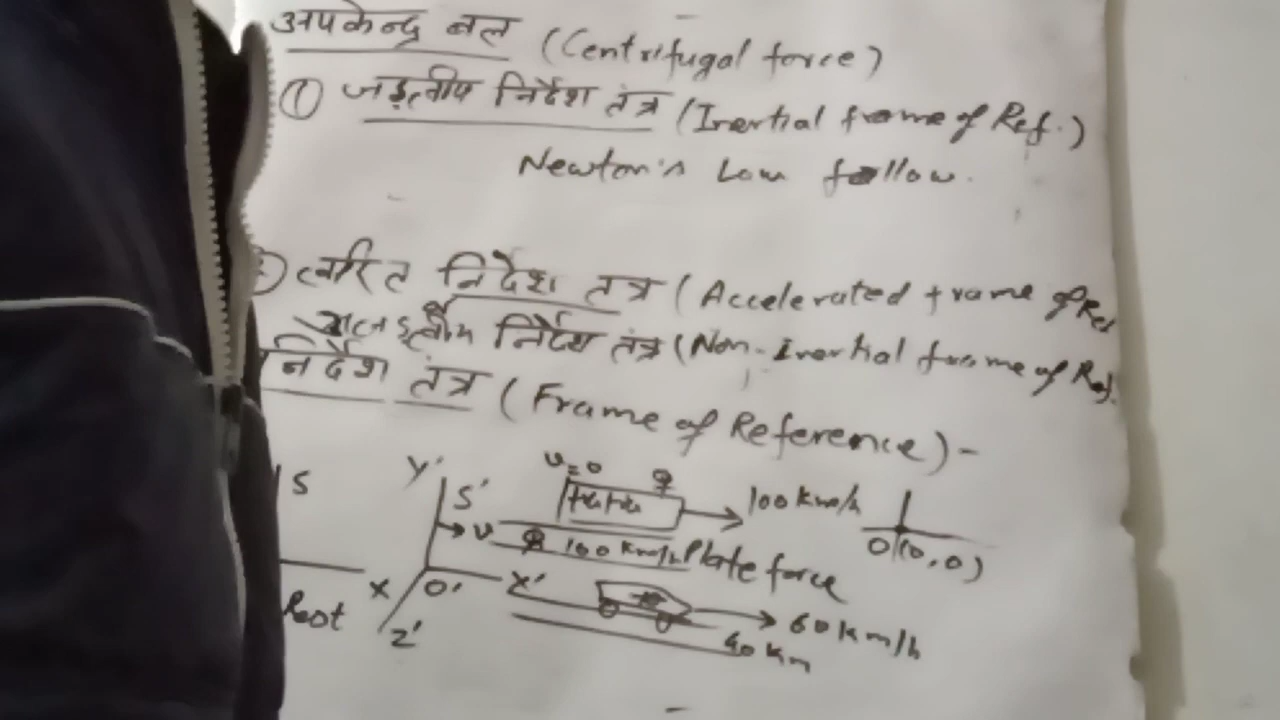 अपकेन्द्र बल (Centrifugal force)
① जड़त्वीय निर्देश तंत्र (Inertial frame of Ref.)
Newton's Law follow.
त्वरित निर्देश तंत्र (Accelerated frame of Ref
अजड़त्वीय निर्देश तंत्र (Non-Inertial frame of Ref.
निर्देश तंत्र (Frame of Reference) -
S Y' S' v=0 100 km/h
v 100 km/h Plate force O(0,0)
X O' X' 60 km/h
Rest Z' 60 km